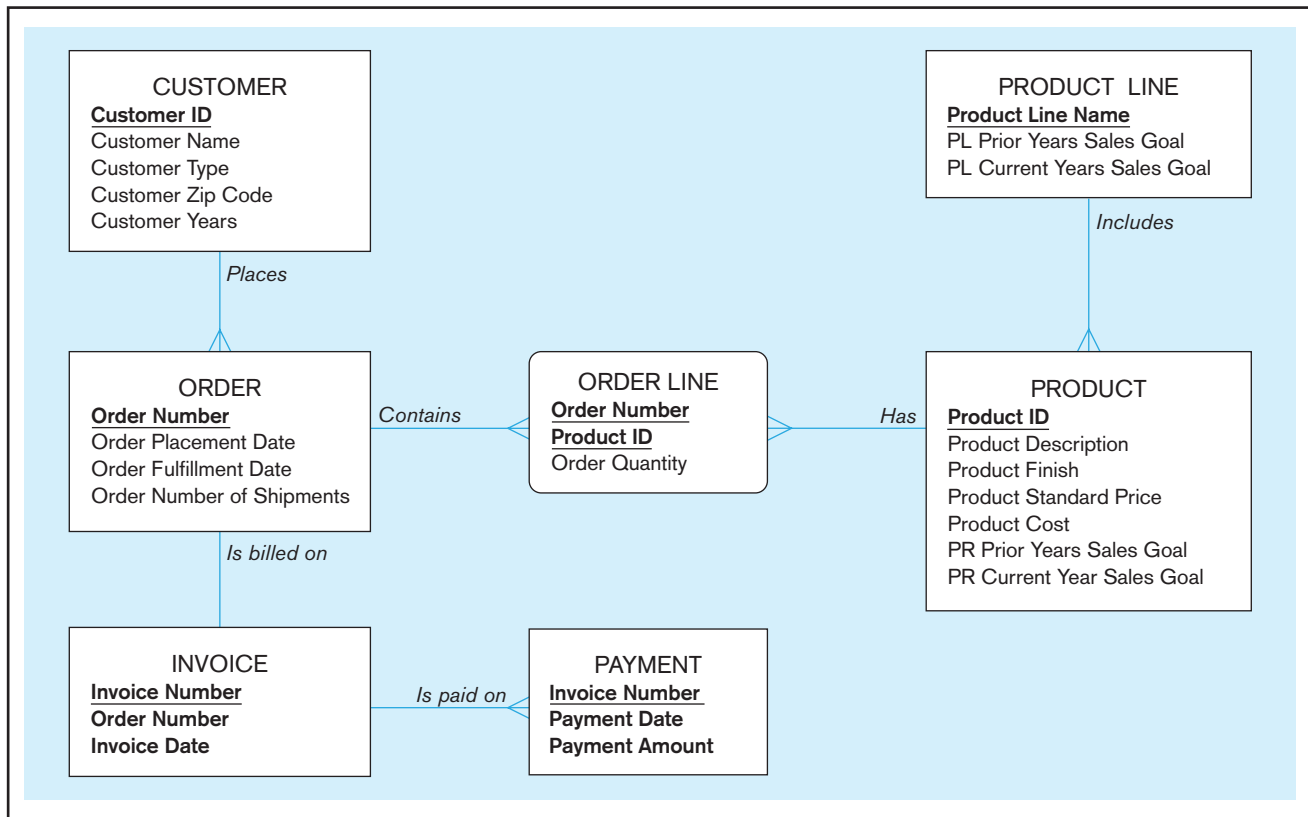 CUSTOMER
Customer ID
Customer Name
Customer Type
Customer Zip Code
Customer Years
PRODUCT LINE
Product Line Name
PL Prior Years Sales Goal
PL Current Years Sales Goal
Places
Includes
ORDER
Order Number
Order Placement Date
Order Fulfillment Date
Order Number of Shipments
Contains
ORDER LINE
Order Number
Product ID
Order Quantity
Has
PRODUCT
Product ID
Product Description
Product Finish
Product Standard Price
Product Cost
PR Prior Years Sales Goal
PR Current Year Sales Goal
Is billed on
INVOICE
Invoice Number
Order Number
Invoice Date
Is paid on
PAYMENT
Invoice Number
Payment Date
Payment Amount